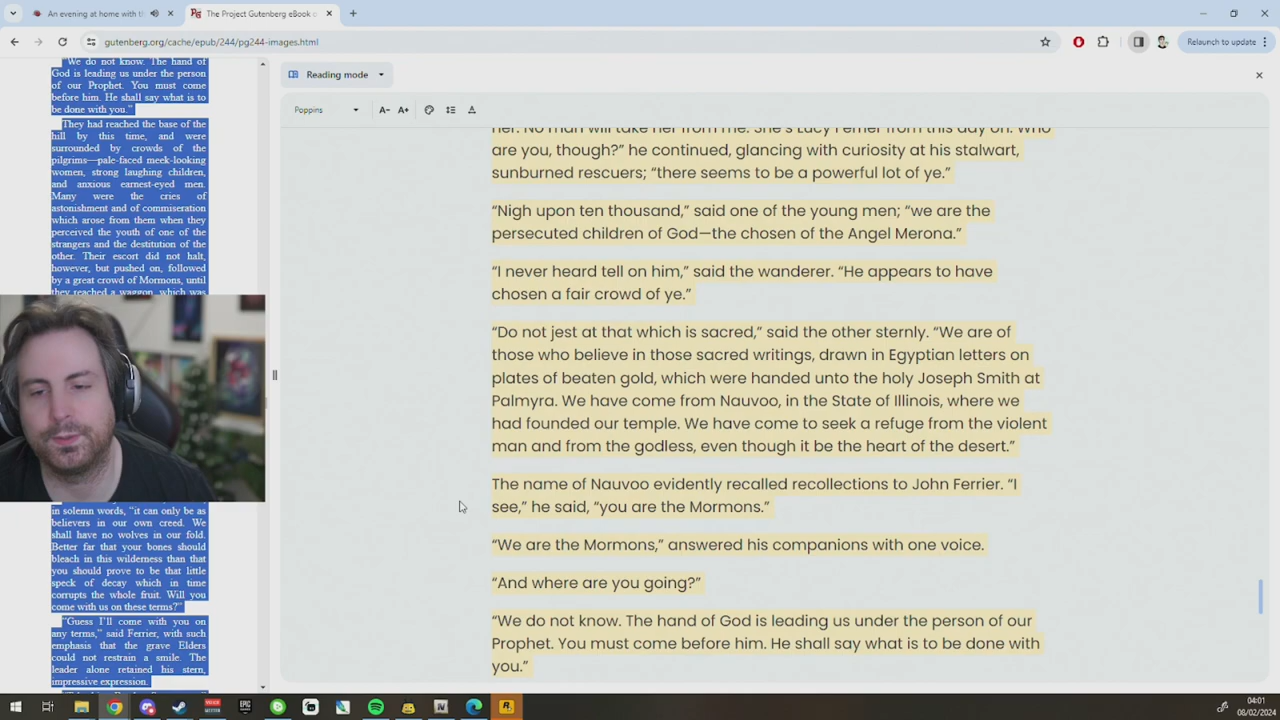 An evening at home with th
The Project Gutenberg eBook o
gutenberg.org/cache/epub/244/pg244-images.html
Relaunch to update
"We do not know. The hand of
God is leading us under the person
of our Prophet. You must come
before him. He shall say what is to
be done with you."
They had reached the base of the
hill by this time, and were
surrounded by crowds of the
pilgrims—pale-faced meek-looking
women, strong laughing children,
and anxious earnest-eyed men.
Many were the cries of
astonishment and of commiseration
which arose from them when they
perceived the youth of one of the
strangers and the destitution of the
other. Their escort did not halt,
however, but pushed on, followed
by a great crowd of Mormons, until
they reached a waggon, which was
in solemn words, "it can only be as
believers in our own creed. We
shall have no wolves in our fold.
Better far that your bones should
bleach in this wilderness than that
you should prove to be that little
speck of decay which in time
corrupts the whole fruit. Will you
come with us on these terms?"
"Guess I'll come with you on
any terms," said Ferrier, with such
emphasis that the grave Elders
could not restrain a smile. The
leader alone retained his stern,
impressive expression.
Reading mode
Poppins
A- A+
her. No man will take her from me. She's Lucy Ferrier from this day on. Who
are you, though?" he continued, glancing with curiosity at his stalwart,
sunburned rescuers; "there seems to be a powerful lot of ye."
"Nigh upon ten thousand," said one of the young men; "we are the
persecuted children of God—the chosen of the Angel Merona."
"I never heard tell on him," said the wanderer. "He appears to have
chosen a fair crowd of ye."
"Do not jest at that which is sacred," said the other sternly. "We are of
those who believe in those sacred writings, drawn in Egyptian letters on
plates of beaten gold, which were handed unto the holy Joseph Smith at
Palmyra. We have come from Nauvoo, in the State of Illinois, where we
had founded our temple. We have come to seek a refuge from the violent
man and from the godless, even though it be the heart of the desert."
The name of Nauvoo evidently recalled recollections to John Ferrier. "I
see," he said, "you are the Mormons."
"We are the Mormons," answered his companions with one voice.
"And where are you going?"
"We do not know. The hand of God is leading us under the person of our
Prophet. You must come before him. He shall say what is to be done with
you."
04:01
08/02/2024